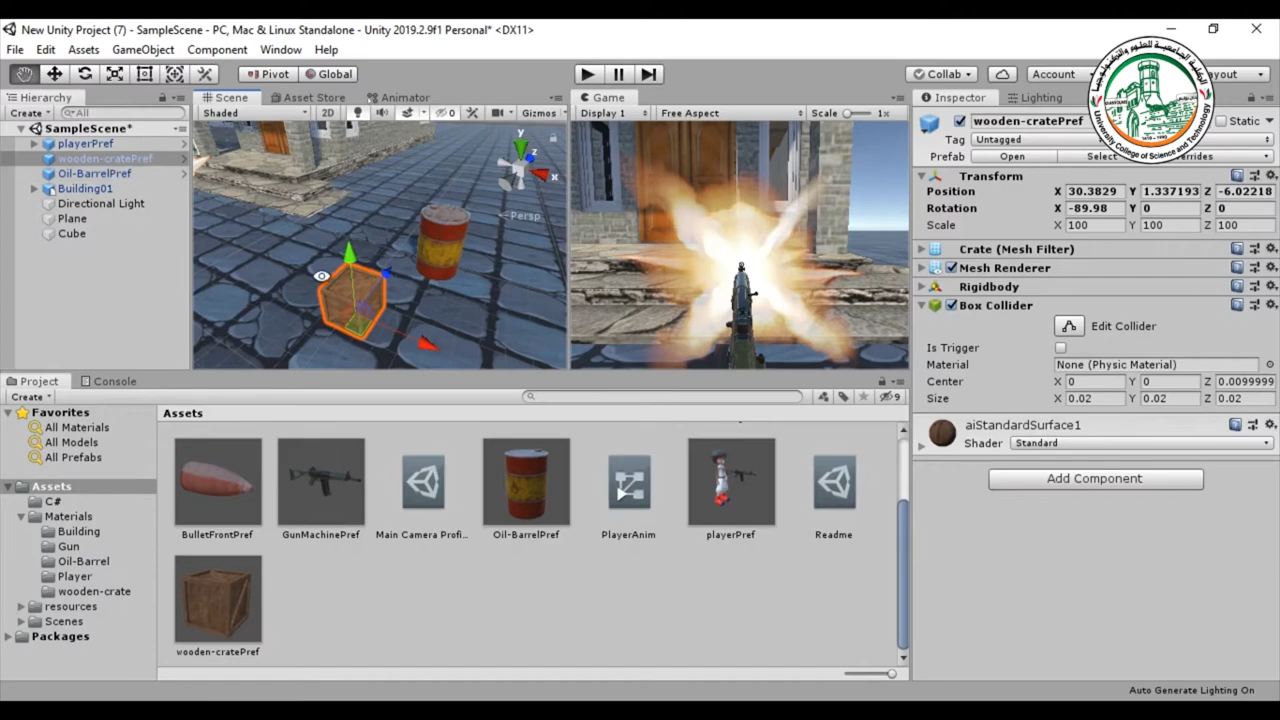 New Unity Project (7) - SampleScene - PC, Mac & Linux Standalone - Unity 2019.2.9f1 Personal* <DX11>
File Edit Assets GameObject Component Window Help
Pivot Global
Collab
Account
Hierarchy
Create
All
SampleScene*
playerPref
wooden-cratePref
Oil-BarrelPref
Building01
Directional Light
Plane
Cube
Scene Asset Store Animator
Shaded 2D 0 Gizmos
y
z
x
Persp
Game
Display 1 Free Aspect Scale 1x
Inspector Lighting
wooden-cratePref Static
Tag Untagged
Prefab Open Select
Transform
Position X 30.3829 Y 1.337193 Z -6.02218
Rotation X -89.98 Y 0 Z 0
Scale X 100 Y 100 Z 100
Crate (Mesh Filter)
Mesh Renderer
Rigidbody
Box Collider
Edit Collider
Is Trigger
Material None (Physic Material)
Center X 0 Y 0 Z 0.0099999
Size X 0.02 Y 0.02 Z 0.02
aiStandardSurface1
Shader Standard
Add Component
Project Console
Create
9
Favorites
All Materials
All Models
All Prefabs
Assets
C#
Materials
Building
Gun
Oil-Barrel
Player
wooden-crate
resources
Scenes
Packages
Assets
BulletFrontPref GunMachinePref Main Camera Profi... Oil-BarrelPref PlayerAnim playerPref Readme
wooden-cratePref
Auto Generate Lighting On
الكلية الجامعية للعلوم والتكنولوجيا
University College of Science and Technology